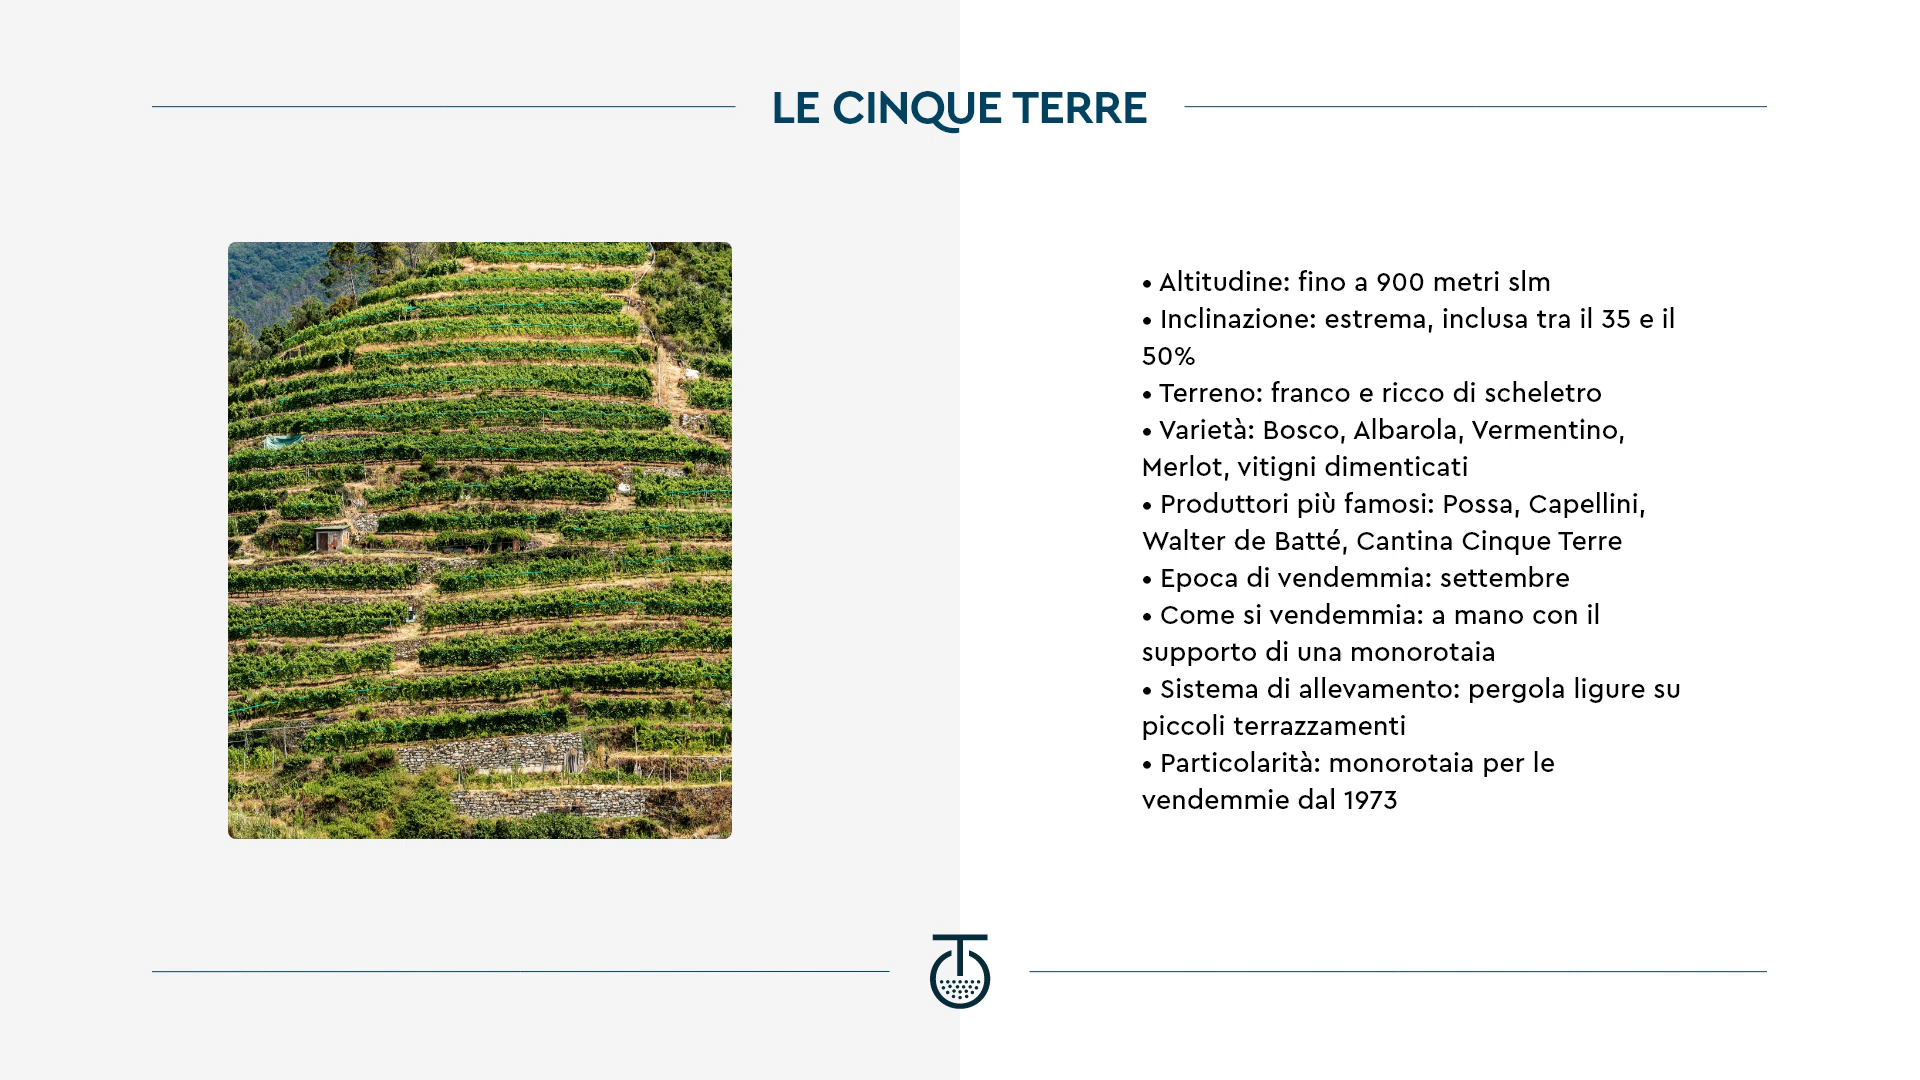 LE CINQUE TERRE
• Altitudine: fino a 900 metri slm
• Inclinazione: estrema, inclusa tra il 35 e il
50%
• Terreno: franco e ricco di scheletro
• Varietà: Bosco, Albarola, Vermentino,
Merlot, vitigni dimenticati
• Produttori più famosi: Possa, Capellini,
Walter de Batté, Cantina Cinque Terre
• Epoca di vendemmia: settembre
• Come si vendemmia: a mano con il
supporto di una monorotaia
• Sistema di allevamento: pergola ligure su
piccoli terrazzamenti
• Particolarità: monorotaia per le
vendemmie dal 1973